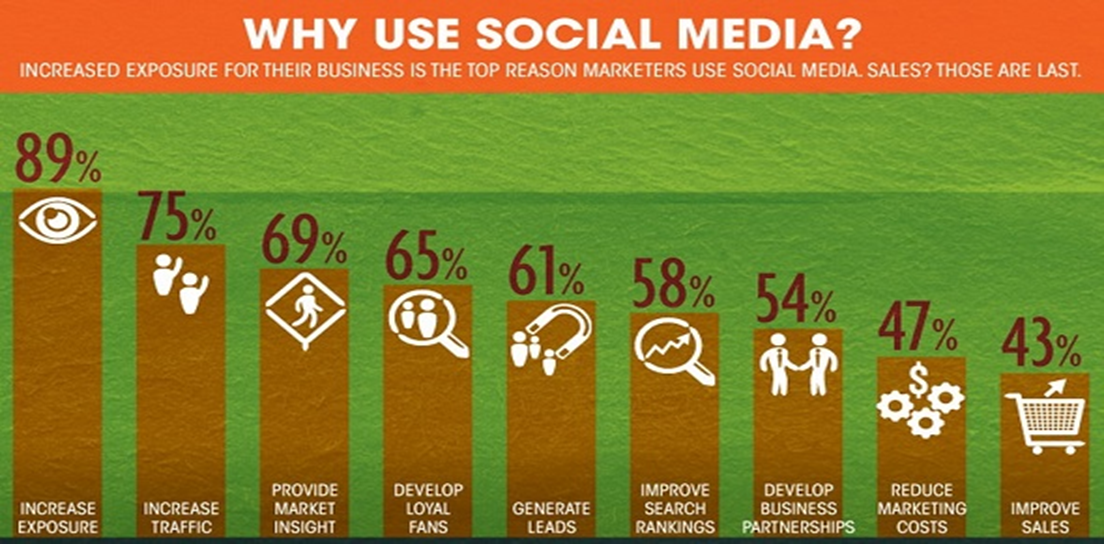 WHY USE SOCIAL MEDIA?
INCREASED EXPOSURE FOR THEIR BUSINESS IS THE TOP REASON MARKETERS USE SOCIAL MEDIA. SALES? THOSE ARE LAST.
89%
INCREASE
EXPOSURE
75%
INCREASE
TRAFFIC
69%
PROVIDE
MARKET
INSIGHT
65%
DEVELOP
LOYAL
FANS
61%
GENERATE
LEADS
58%
IMPROVE
SEARCH
RANKINGS
54%
DEVELOP
BUSINESS
PARTNERSHIPS
47%
$
REDUCE
MARKETING
COSTS
43%
IMPROVE
SALES